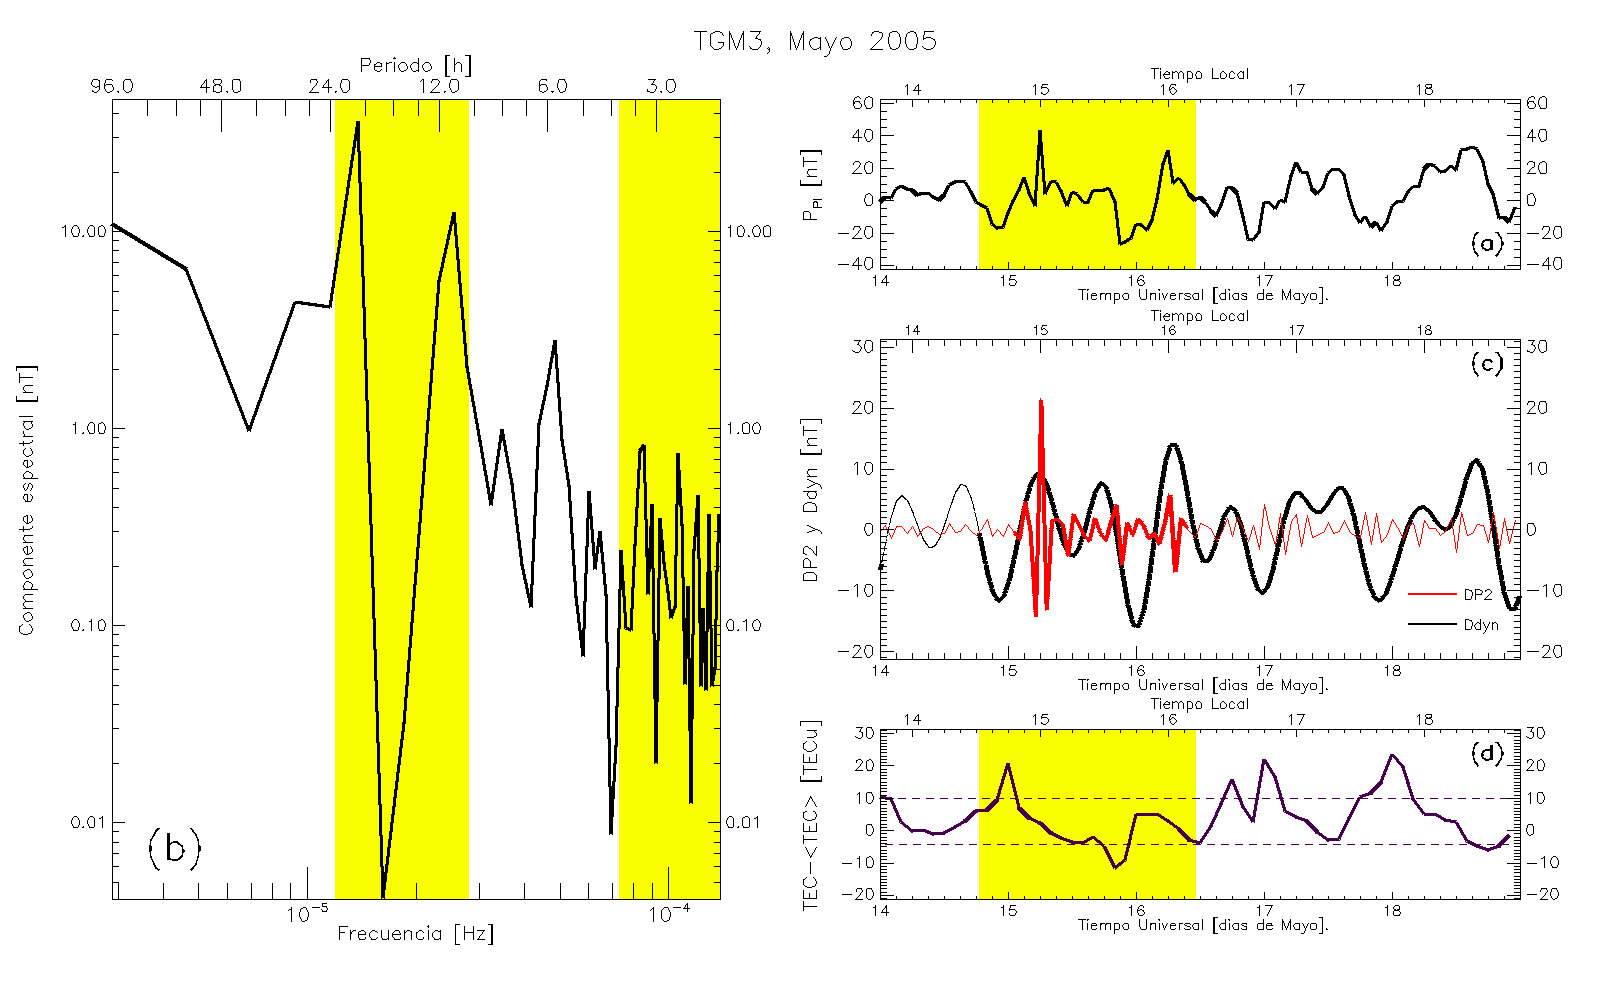 TGM3, Mayo 2005
Periodo [h]
96.0 48.0 24.0 12.0 6.0 3.0
10.00 10.00
1.00 1.00
0.10 0.10
0.01 0.01
Componente espectral [nT]
(b)
10⁻⁵ 10⁻⁴
Frecuencia [Hz]
Tiempo Local
14 15 16 17 18
60 60
40 40
20 20
0 0
−20 −20
−40 −40
P_PI [nT]
(a)
14 15 16 17 18
Tiempo Universal [dias de Mayo].
Tiempo Local
14 15 16 17 18
30 30
20 20
10 10
0 0
−10 −10
−20 −20
DP2 y Ddyn [nT]
(c)
DP2
Ddyn
14 15 16 17 18
Tiempo Universal [dias de Mayo].
Tiempo Local
14 15 16 17 18
30 30
20 20
10 10
0 0
−10 −10
−20 −20
TEC−<TEC> [TECu]
(d)
14 15 16 17 18
Tiempo Universal [dias de Mayo].